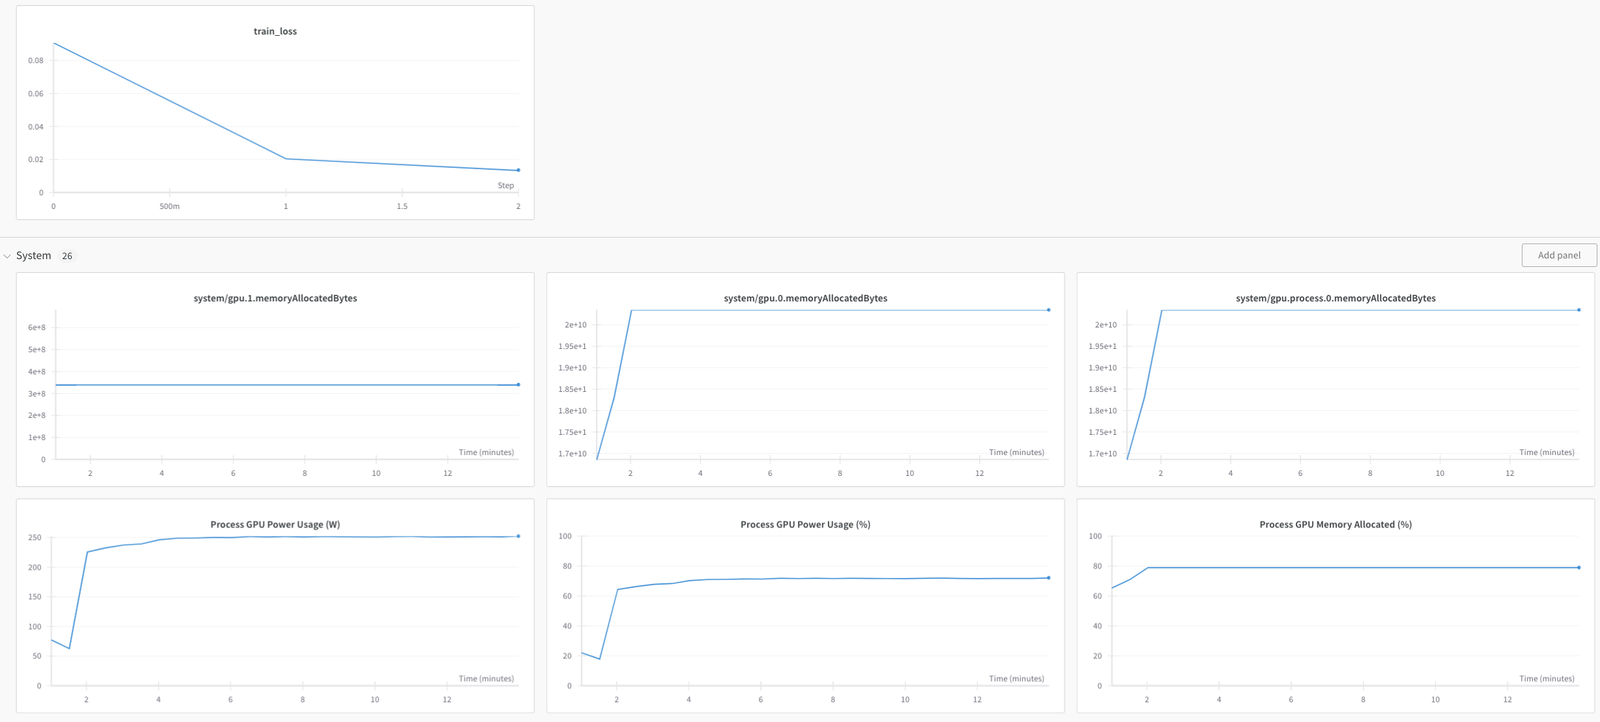 train_loss
0.08
0.06
0.04
0.02
0
Step
0 500m 1 1.5 2
System 26
Add panel
system/gpu.1.memoryAllocatedBytes
6e+8
5e+8
4e+8
3e+8
2e+8
1e+8
0
Time (minutes)
2 4 6 8 10 12
system/gpu.0.memoryAllocatedBytes
2e+10
1.95e+1
1.9e+10
1.85e+1
1.8e+10
1.75e+1
1.7e+10
Time (minutes)
2 4 6 8 10 12
system/gpu.process.0.memoryAllocatedBytes
2e+10
1.95e+1
1.9e+10
1.85e+1
1.8e+10
1.75e+1
1.7e+10
Time (minutes)
2 4 6 8 10 12
Process GPU Power Usage (W)
250
200
150
100
50
0
Time (minutes)
2 4 6 8 10 12
Process GPU Power Usage (%)
100
80
60
40
20
0
Time (minutes)
2 4 6 8 10 12
Process GPU Memory Allocated (%)
100
80
60
40
20
0
Time (minutes)
2 4 6 8 10 12